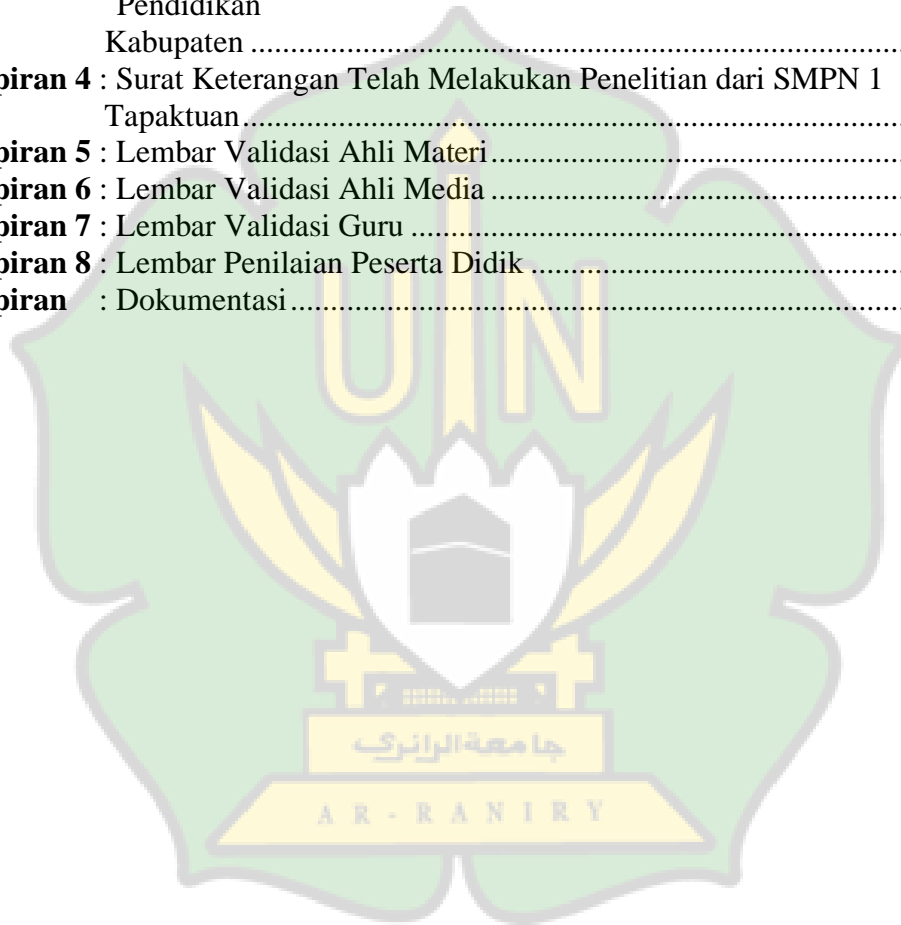 Pendidikan
Kabupaten ....................................................................................................
piran 4 : Surat Keterangan Telah Melakukan Penelitian dari SMPN 1
Tapaktuan....................................................................................................
piran 5 : Lembar Validasi Ahli Materi................................................................
piran 6 : Lembar Validasi Ahli Media ................................................................
piran 7 : Lembar Validasi Guru ...........................................................................
piran 8 : Lembar Penilaian Peserta Didik ..........................................................
piran : Dokumentasi.............................................................................................
UIN
جامعة الرانري
AR-RANIRY